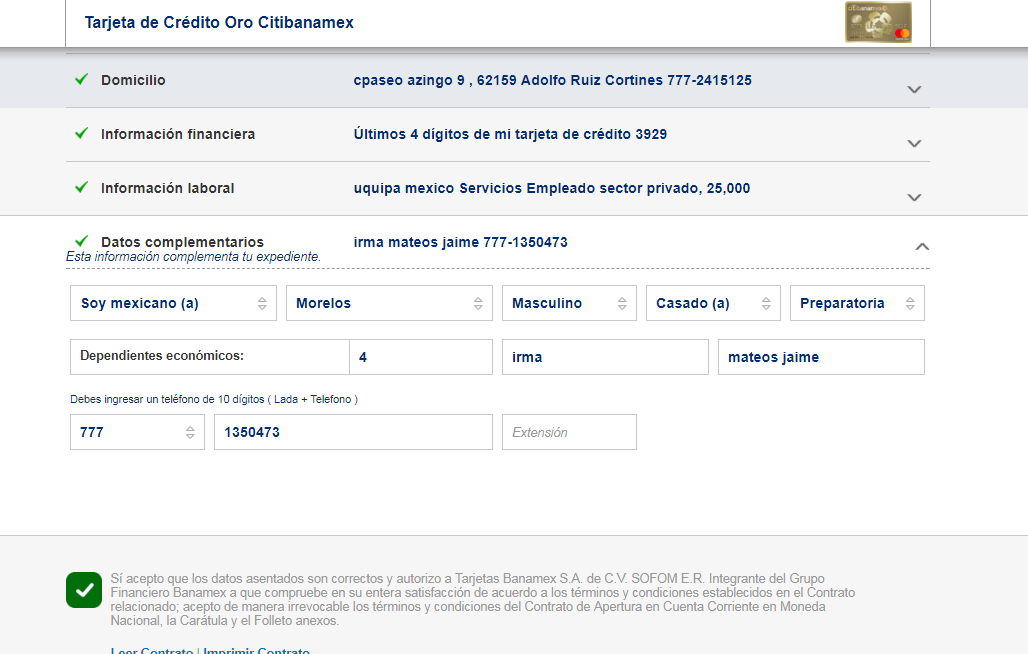 Tarjeta de Crédito Oro Citibanamex
Domicilio cpaseo azingo 9 , 62159 Adolfo Ruiz Cortines 777-2415125
Información financiera Últimos 4 dígitos de mi tarjeta de crédito 3929
Información laboral uquipa mexico Servicios Empleado sector privado, 25,000
Datos complementarios irma mateos jaime 777-1350473
Esta información complementa tu expediente.
Soy mexicano (a) Morelos Masculino Casado (a) Preparatoria
Dependientes económicos: 4 irma mateos jaime
Debes ingresar un teléfono de 10 dígitos ( Lada + Telefono )
777 1350473 Extensión
Sí acepto que los datos asentados son correctos y autorizo a Tarjetas Banamex S.A. de C.V. SOFOM E.R. Integrante del Grupo
Financiero Banamex a que compruebe en su entera satisfacción de acuerdo a los términos y condiciones establecidos en el Contrato
relacionado; acepto de manera irrevocable los términos y condiciones del Contrato de Apertura en Cuenta Corriente en Moneda
Nacional, la Carátula y el Folleto anexos.
Leer Contrato | Imprimir Contrato